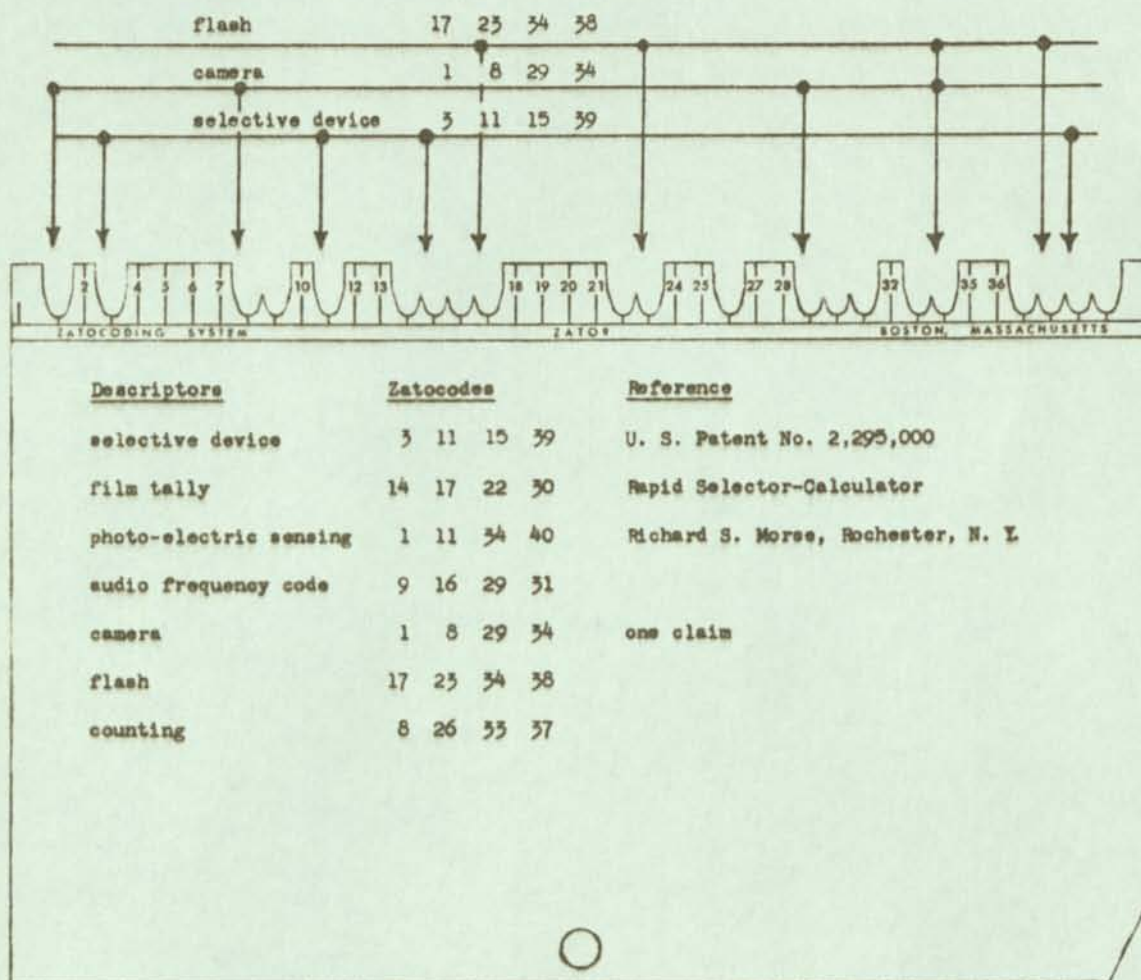 flash 17 23 34 38
camera 1 8 29 34
selective device 3 11 15 39
2 4 5 6 7 10 12 13 18 19 20 21 24 25 27 28 32 35 36
ZATOCODING SYSTEM ZATOR BOSTON, MASSACHUSETTS
Descriptors Zatocodes Reference
selective device 3 11 15 39 U. S. Patent No. 2,295,000
film tally 14 17 22 30 Rapid Selector-Calculator
photo-electric sensing 1 11 34 40 Richard S. Morse, Rochester, N. Y.
audio frequency code 9 16 29 31
camera 1 8 29 34 one claim
flash 17 23 34 38
counting 8 26 33 37